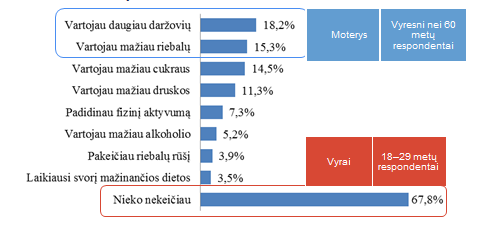 Vartojau daugiau daržovių 18,2%
Vartojau mažiau riebalų 15,3%
Vartojau mažiau cukraus 14,5%
Vartojau mažiau druskos 11,3%
Padidinau fizinį aktyvumą 7,3%
Vartojau mažiau alkoholio 5,2%
Pakeičiau riebalų rūšį 3,9%
Laikiausi svorį mažinančios dietos 3,5%
Nieko nekeičiau 67,8%
Moterys
Vyresni nei 60
metų
respondentai
Vyrai
18–29 metų
respondentai